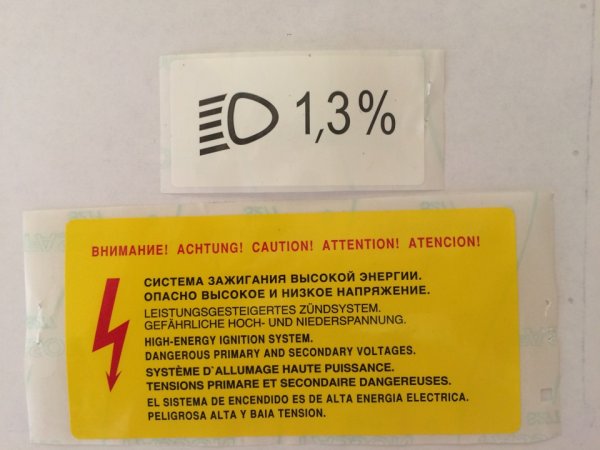 1,3%
ВНИМАНИЕ! ACHTUNG! CAUTION! ATTENTION! ATENCION!
СИСТЕМА ЗАЖИГАНИЯ ВЫСОКОЙ ЭНЕРГИИ.
ОПАСНО ВЫСОКОЕ И НИЗКОЕ НАПРЯЖЕНИЕ.
LEISTUNGSGESTEIGERTES ZÜNDSYSTEM.
GEFÄHRLICHE HOCH- UND NIEDERSPANNUNG.
HIGH-ENERGY IGNITION SYSTEM.
DANGEROUS PRIMARY AND SECONDARY VOLTAGES.
SYSTÈME D`ALLUMAGE HAUTE PUISSANCE.
TENSIONS PRIMARE ET SECONDAIRE DANGEREUSES.
EL SISTEMA DE ENCENDIDO ES DE ALTA ENERGIA ELECTRICA.
PELIGROSA ALTA Y BAIA TENSION.